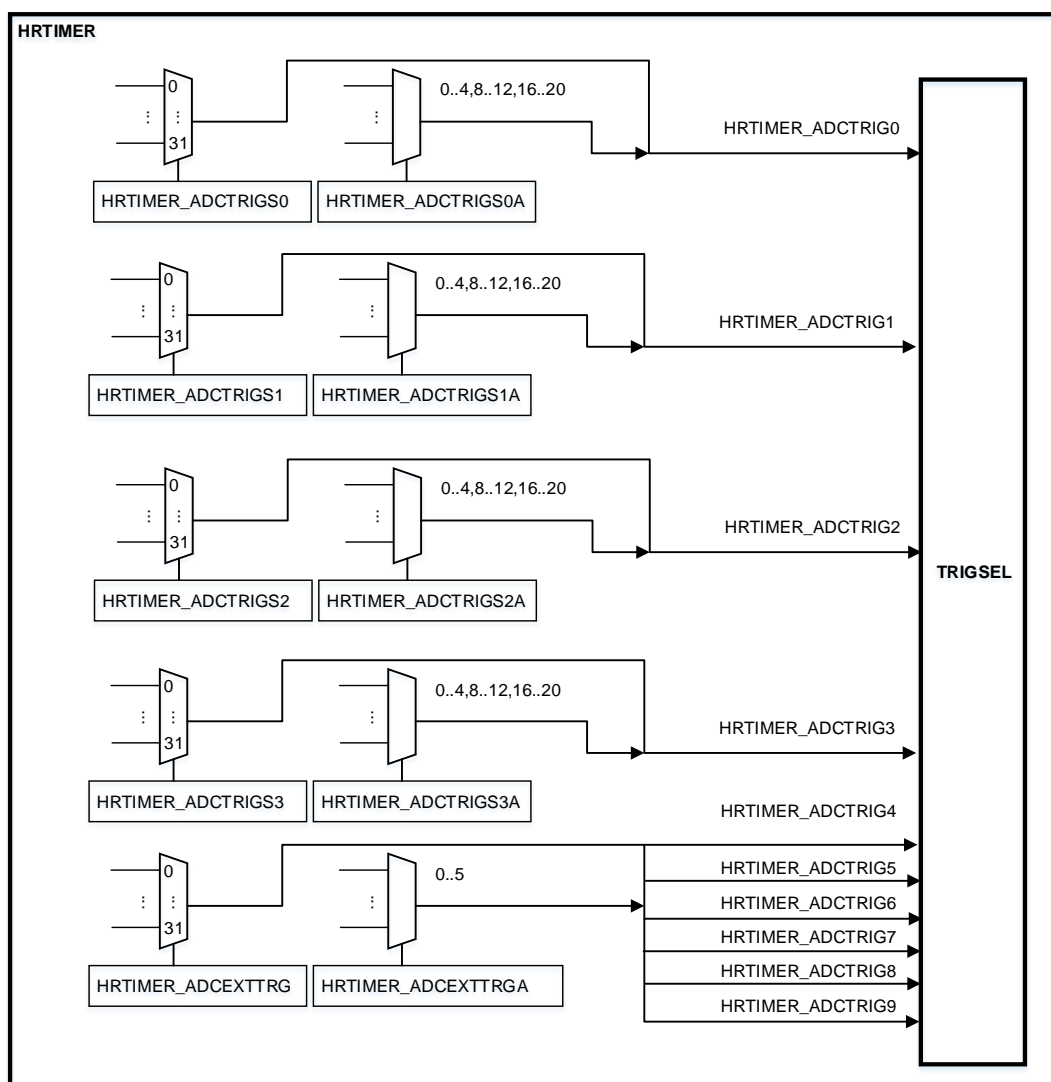 HRTIMER
0
⋮
⋮
31
⋮
0..4,8..12,16..20
HRTIMER_ADCTRIG0
HRTIMER_ADCTRIGS0
HRTIMER_ADCTRIGS0A
0
⋮
⋮
31
⋮
0..4,8..12,16..20
HRTIMER_ADCTRIG1
HRTIMER_ADCTRIGS1
HRTIMER_ADCTRIGS1A
0
⋮
⋮
31
⋮
0..4,8..12,16..20
HRTIMER_ADCTRIG2
HRTIMER_ADCTRIGS2
HRTIMER_ADCTRIGS2A
TRIGSEL
0
⋮
⋮
31
⋮
0..4,8..12,16..20
HRTIMER_ADCTRIG3
HRTIMER_ADCTRIGS3
HRTIMER_ADCTRIGS3A
HRTIMER_ADCTRIG4
0
⋮
⋮
31
⋮
0..5
HRTIMER_ADCTRIG5
HRTIMER_ADCTRIG6
HRTIMER_ADCTRIG7
HRTIMER_ADCTRIG8
HRTIMER_ADCTRIG9
HRTIMER_ADCEXTTRG
HRTIMER_ADCEXTTRGA